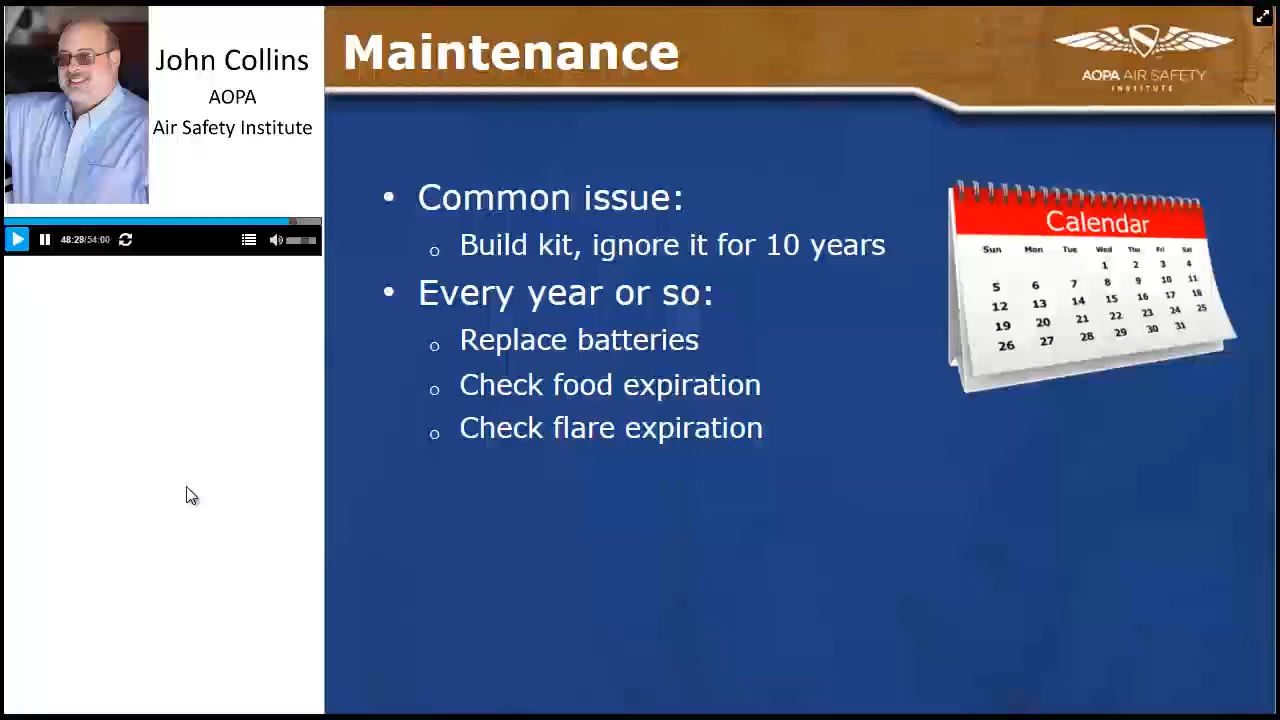 John Collins
AOPA
Air Safety Institute
48:28/54:00
Maintenance
AOPA AIR SAFETY
INSTITUTE
• Common issue:
o Build kit, ignore it for 10 years
• Every year or so:
o Replace batteries
o Check food expiration
o Check flare expiration
Calendar
Sun Mon Tue Wed Thu Fri Sat
1 2 3 4
5 6 7 8 9 10 11
12 13 14 15 16 17 18
19 20 21 22 23 24 25
26 27 28 29 30 31